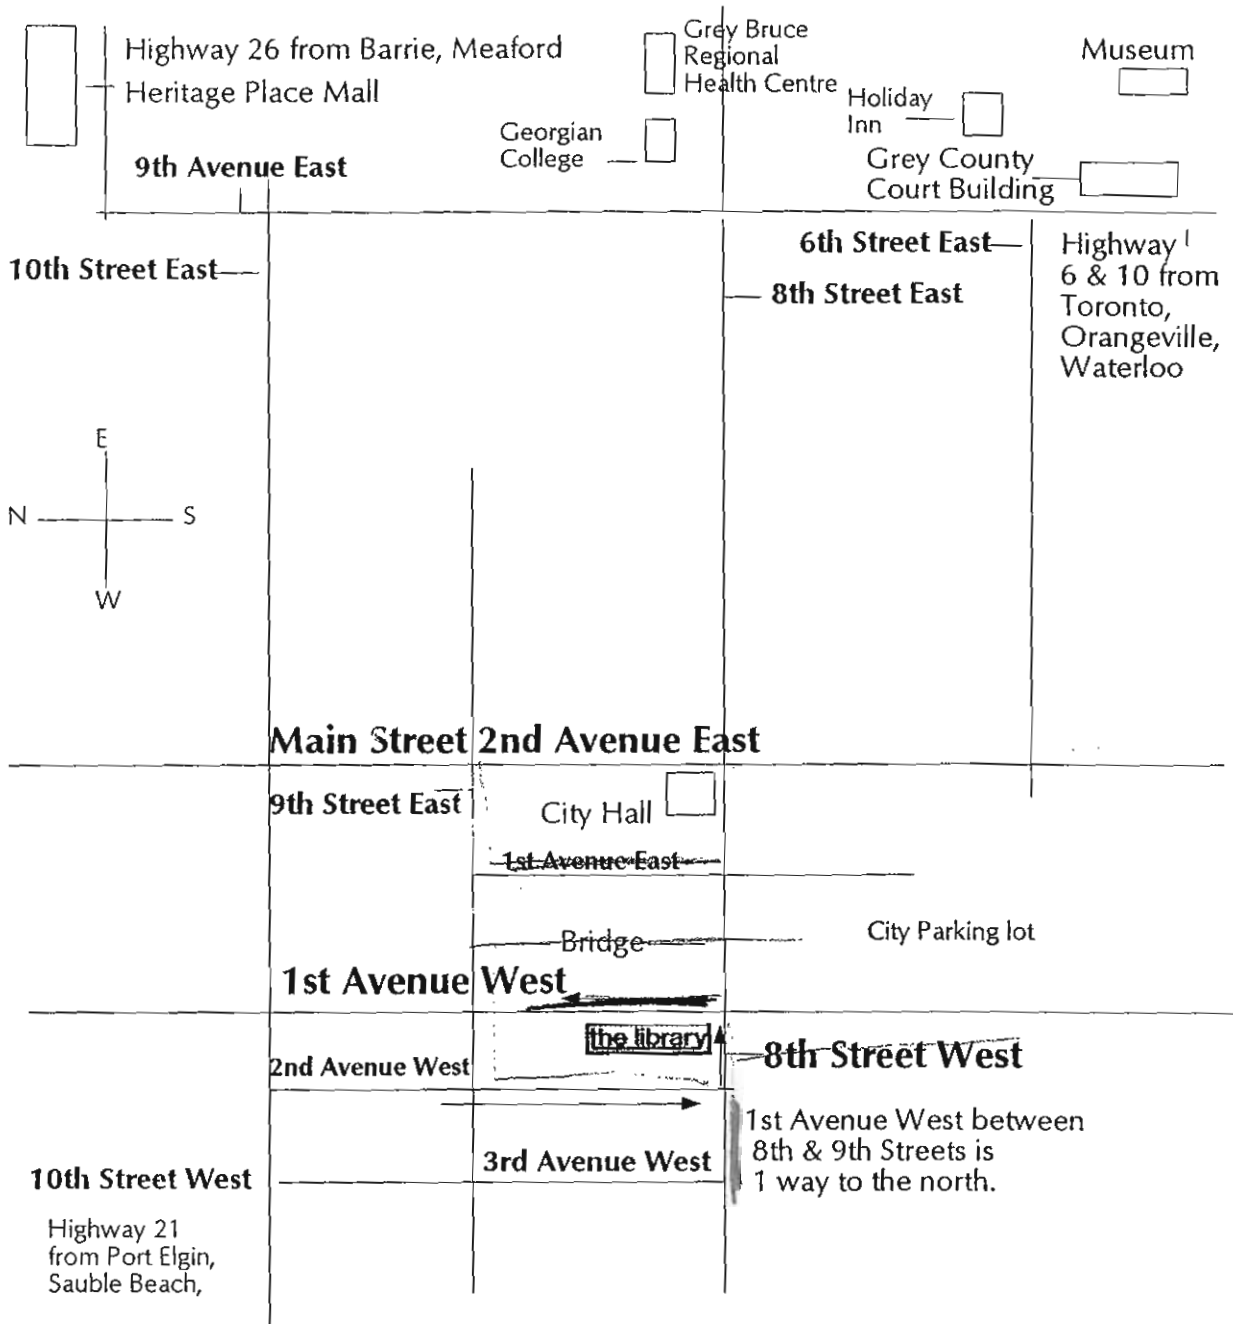 Highway 26 from Barrie, Meaford
Heritage Place Mall
Grey Bruce
Regional
Health Centre
Museum
Holiday
Inn
Georgian
College
Grey County
Court Building
9th Avenue East
6th Street East
Highway
6 & 10 from
Toronto,
Orangeville,
Waterloo
10th Street East
8th Street East
E
N
S
W
Main Street 2nd Avenue East
9th Street East
City Hall
1st Avenue East
Bridge
City Parking lot
1st Avenue West
the library
8th Street West
2nd Avenue West
1st Avenue West between
8th & 9th Streets is
1 way to the north.
3rd Avenue West
10th Street West
Highway 21
from Port Elgin,
Sauble Beach,